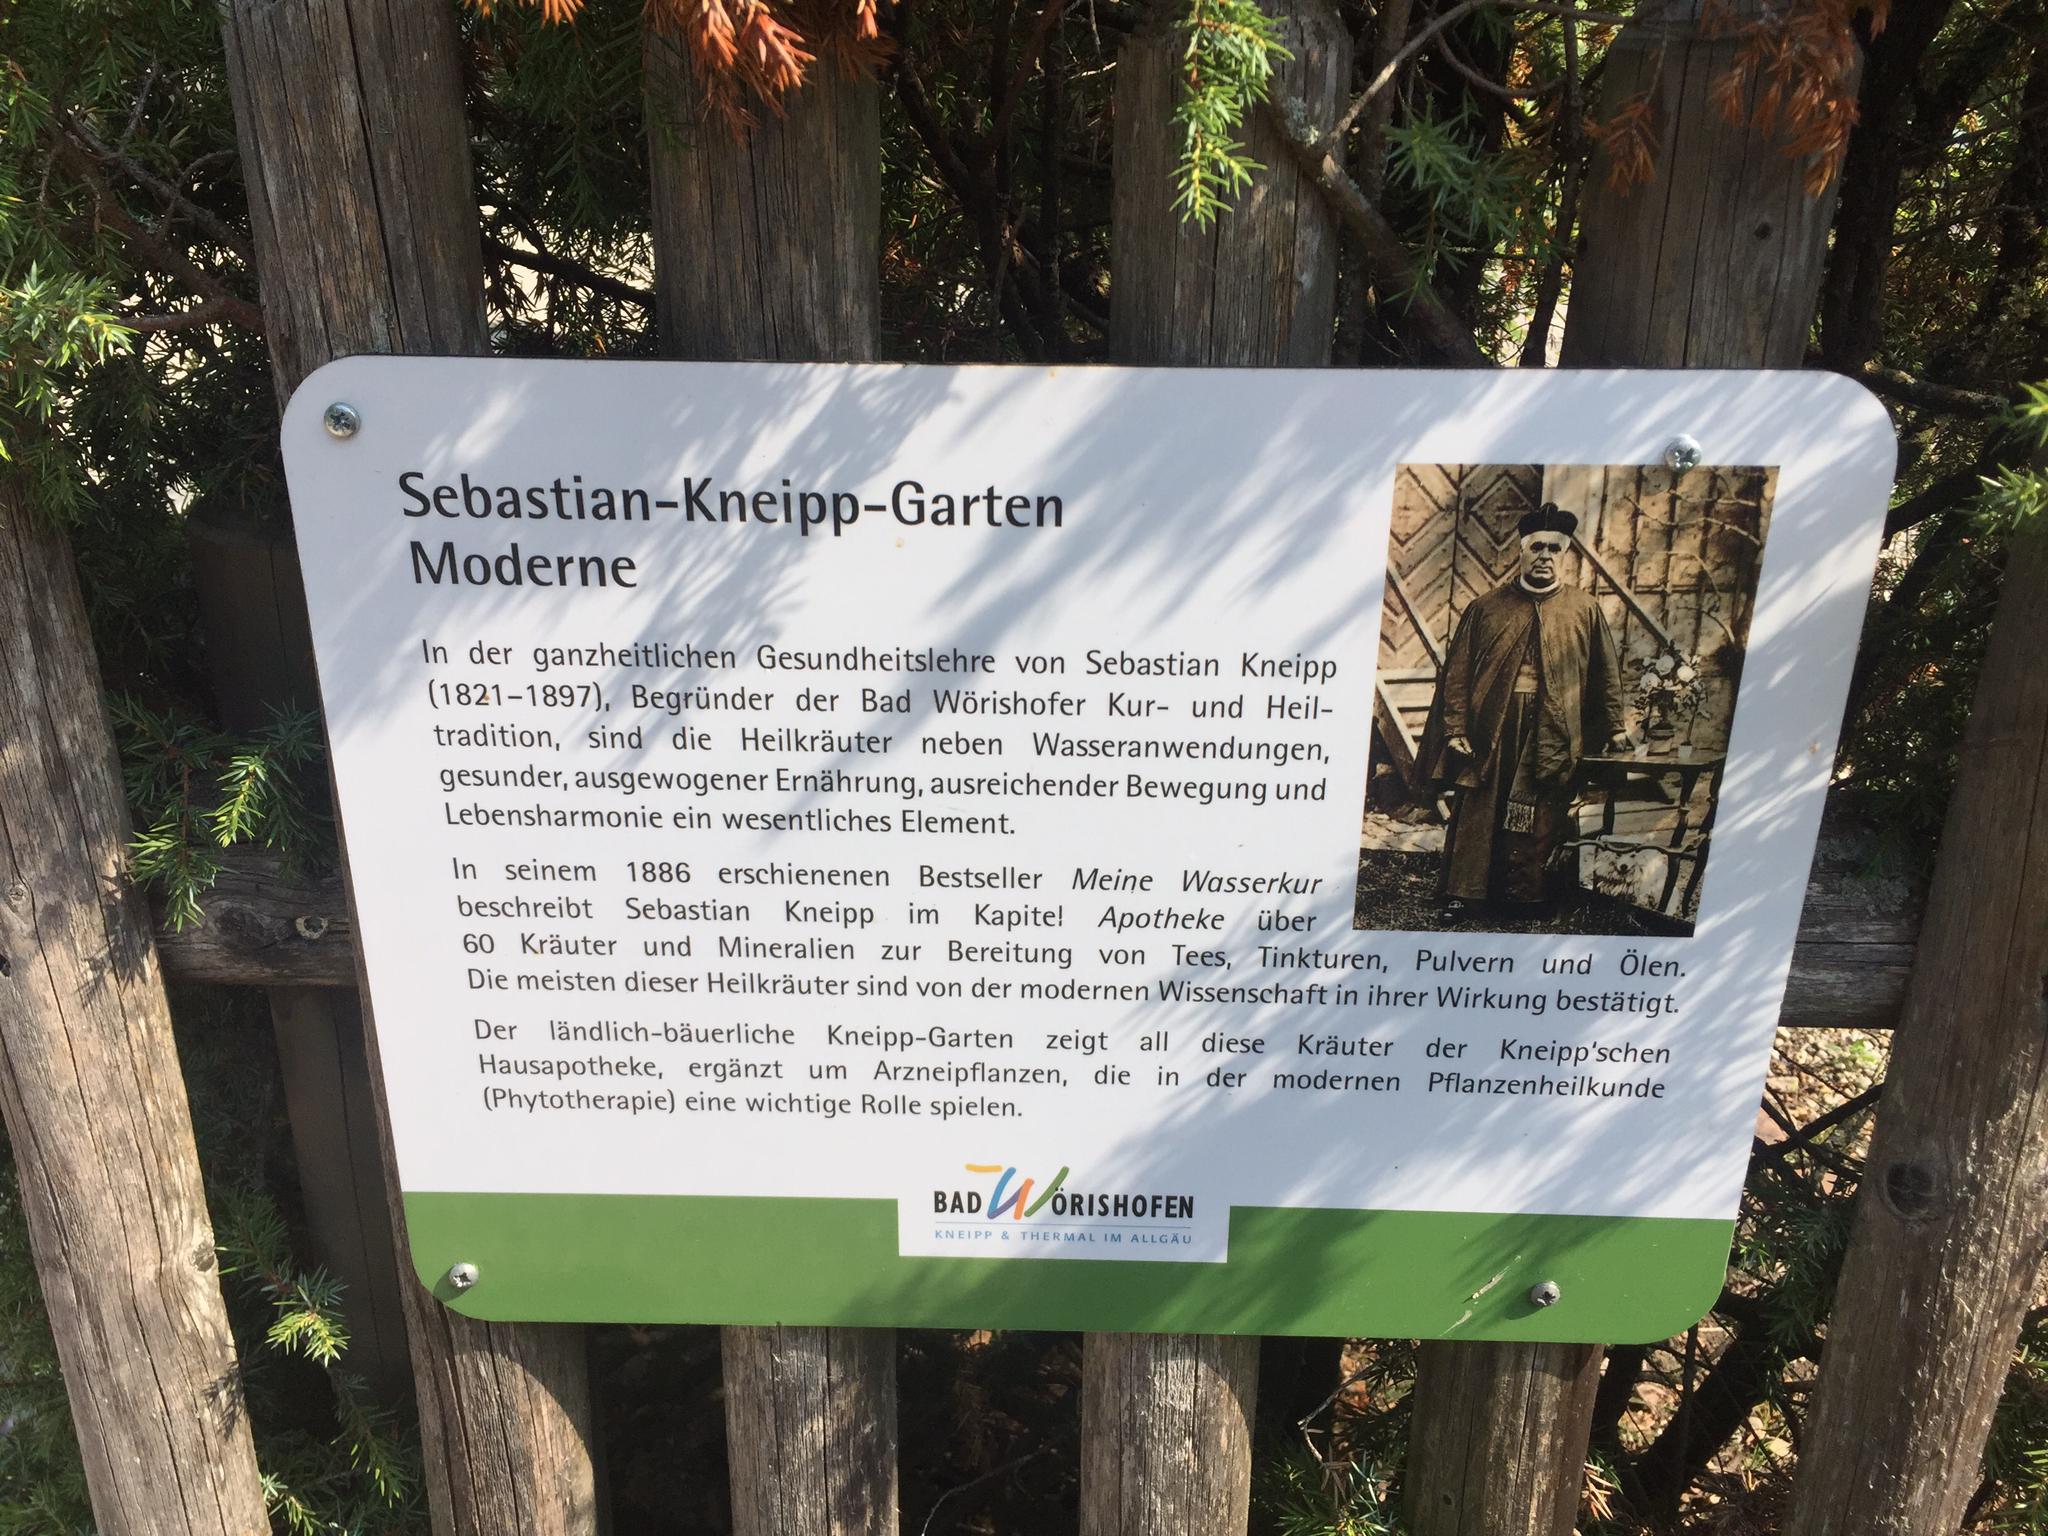 Sebastian-Kneipp-Garten
Moderne
In der ganzheitlichen Gesundheitslehre von Sebastian Kneipp
(1821–1897), Begründer der Bad Wörishofer Kur- und Heil-
tradition, sind die Heilkräuter neben Wasseranwendungen,
gesunder, ausgewogener Ernährung, ausreichender Bewegung und
Lebensharmonie ein wesentliches Element.
In seinem 1886 erschienenen Bestseller Meine Wasserkur
beschreibt Sebastian Kneipp im Kapitel Apotheke über
60 Kräuter und Mineralien zur Bereitung von Tees, Tinkturen, Pulvern und Ölen.
Die meisten dieser Heilkräuter sind von der modernen Wissenschaft in ihrer Wirkung bestätigt.
Der ländlich-bäuerliche Kneipp-Garten zeigt all diese Kräuter der Kneipp'schen
Hausapotheke, ergänzt um Arzneipflanzen, die in der modernen Pflanzenheilkunde
(Phytotherapie) eine wichtige Rolle spielen.
BAD WÖRISHOFEN
KNEIPP & THERMAL IM ALLGÄU